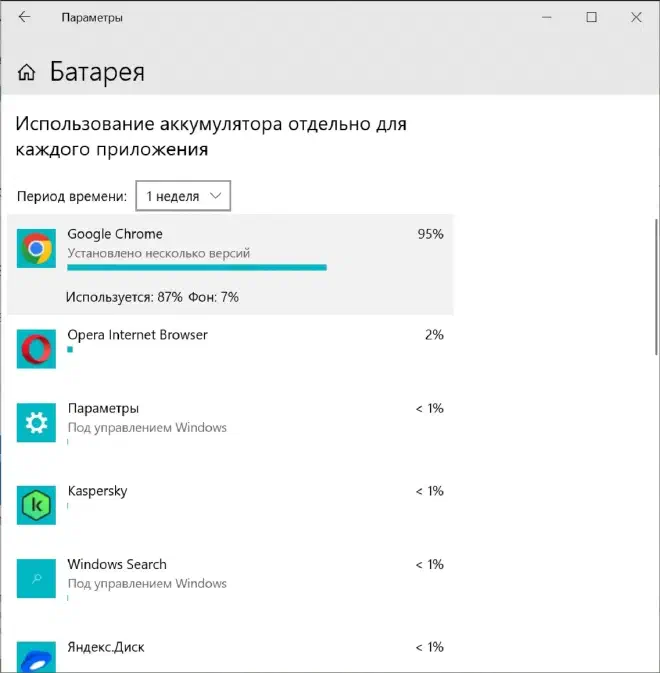 Параметры
Батарея
Использование аккумулятора отдельно для
каждого приложения
Период времени: 1 неделя
Google Chrome 95%
Установлено несколько версий
Используется: 87% Фон: 7%
Opera Internet Browser 2%
Параметры < 1%
Под управлением Windows
Kaspersky < 1%
Windows Search < 1%
Под управлением Windows
Яндекс.Диск < 1%